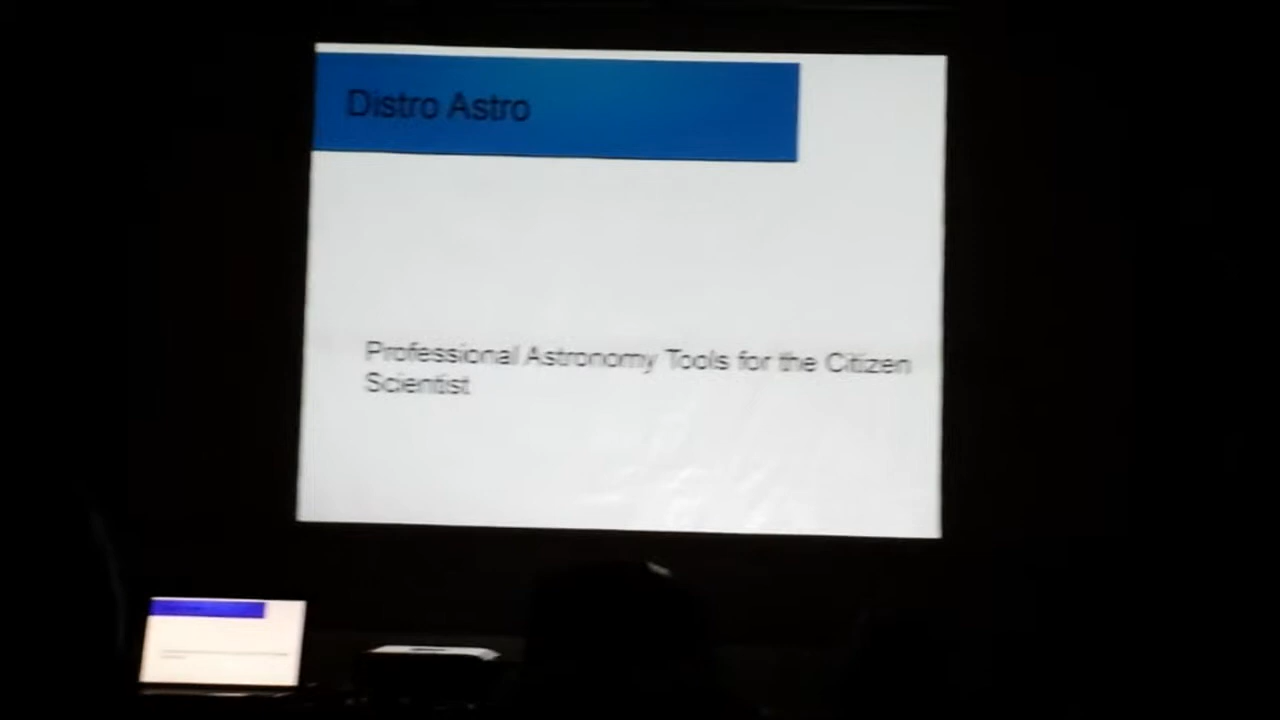 Distro Astro
Professional Astronomy Tools for the Citizen
Scientist